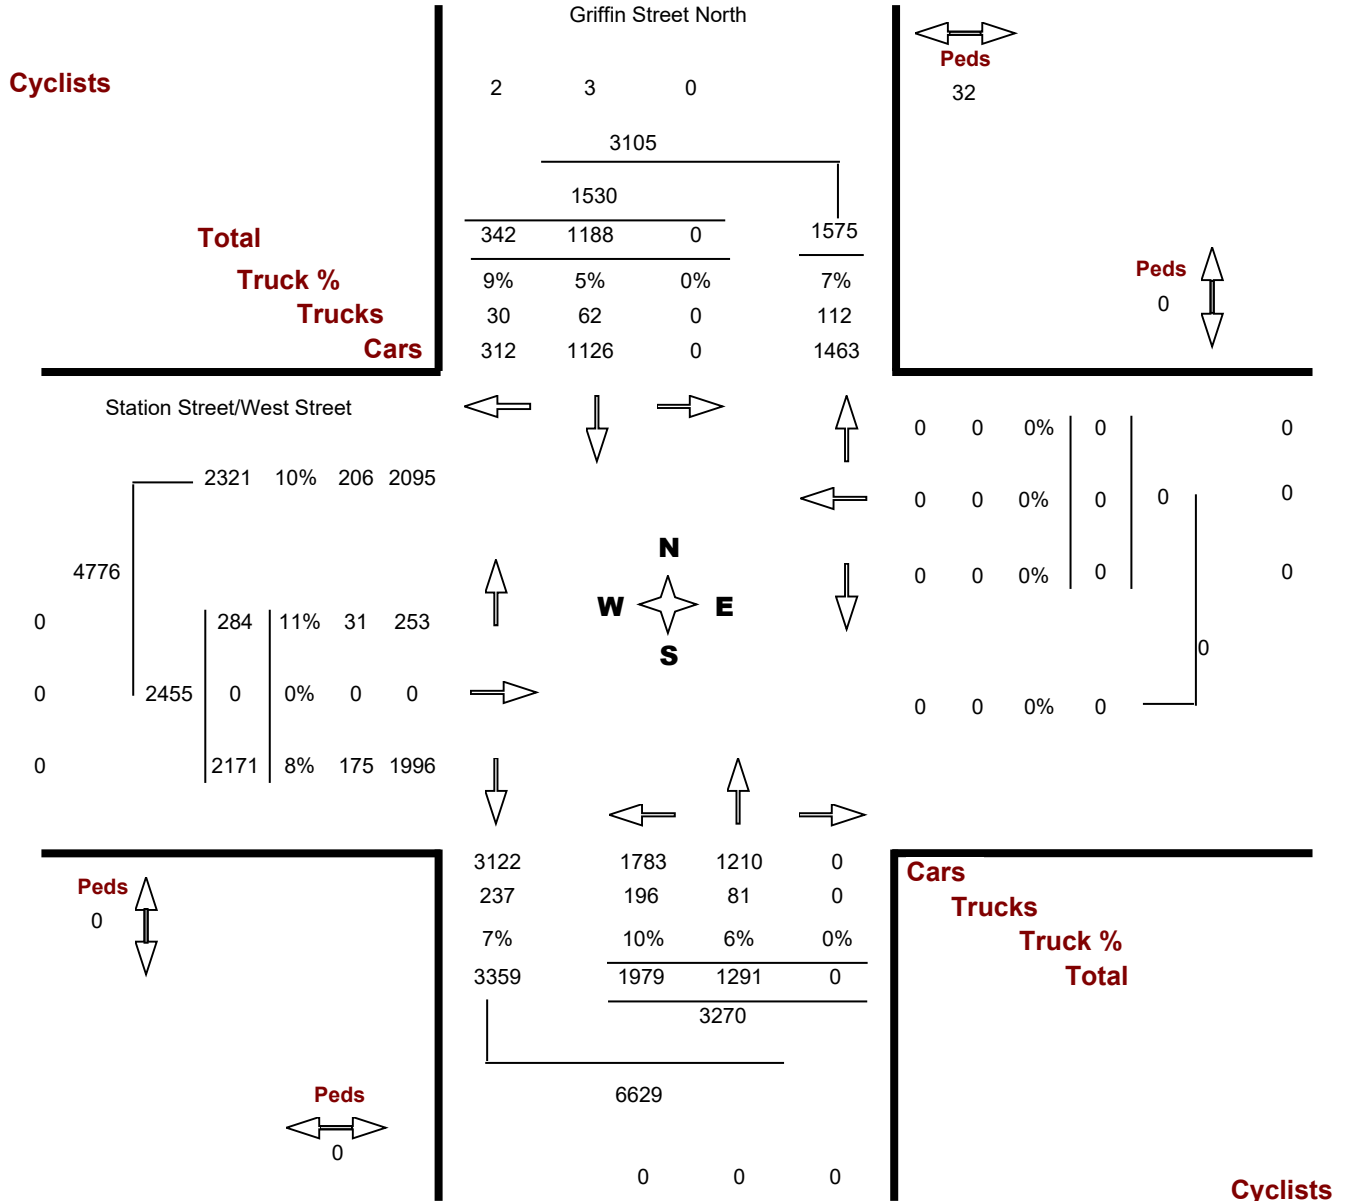 Griffin Street North
Peds
32
Cyclists
2 3 0
3105
1530
Total 342 1188 0 1575
Truck % 9% 5% 0% 7%
Trucks 30 62 0 112
Cars 312 1126 0 1463
Peds
0
Station Street/West Street
0 0 0% 0 0
2321 10% 206 2095
0 0 0% 0 0 0
N
4776
0 0 0% 0 0
W E
0 284 11% 31 253
S
0
0 2455 0 0% 0 0
0 0 0% 0
0 2171 8% 175 1996
3122 1783 1210 0 Cars
237 196 81 0 Trucks
7% 10% 6% 0% Truck %
3359 1979 1291 0 Total
Peds
0
3270
6629
Peds
0
0 0 0
Cyclists